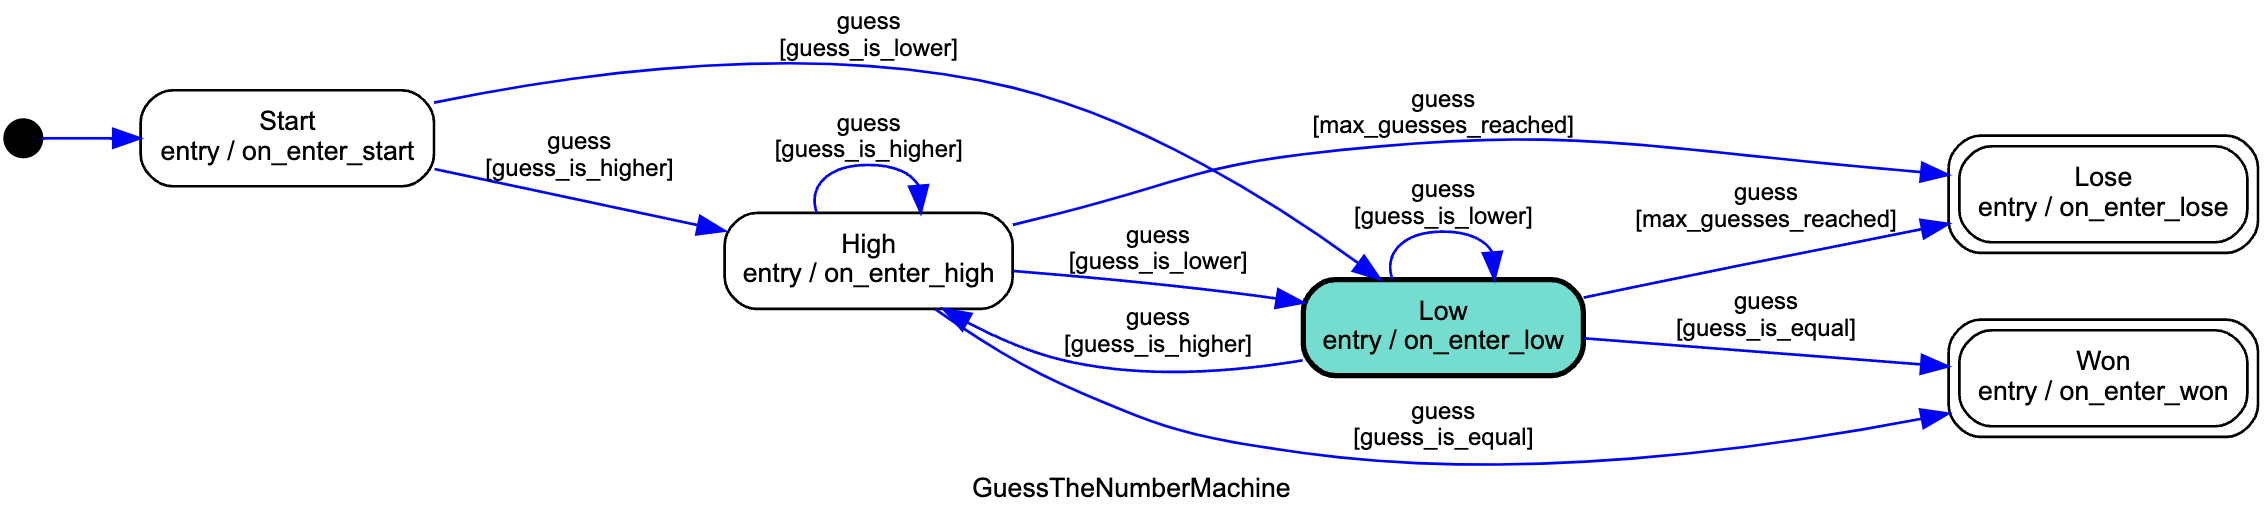 guess
[guess_is_lower]
Start
entry / on_enter_start
guess
[guess_is_higher]
guess
[guess_is_higher]
guess
[max_guesses_reached]
High
entry / on_enter_high
guess
[guess_is_lower]
guess
[guess_is_higher]
guess
[guess_is_lower]
Low
entry / on_enter_low
guess
[max_guesses_reached]
guess
[guess_is_equal]
guess
[guess_is_equal]
Lose
entry / on_enter_lose
Won
entry / on_enter_won
GuessTheNumberMachine